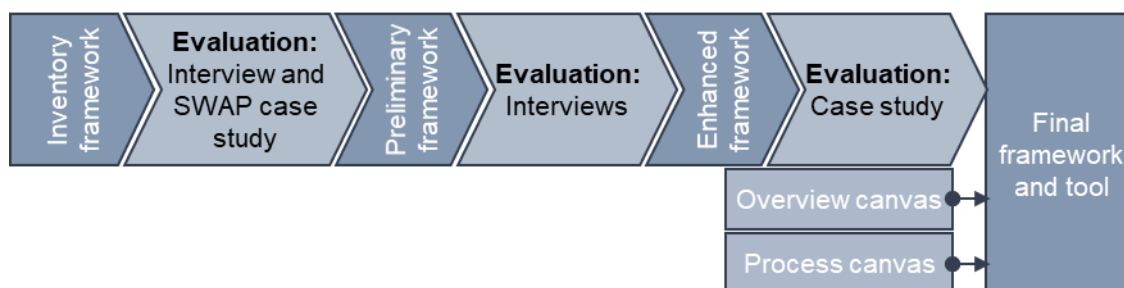 Inventory
framework
Evaluation:
Interview and
SWAP case
study
Preliminary
framework
Evaluation:
Interviews
Enhanced
framework
Evaluation:
Case study
Final
framework
and tool
Overview canvas
Process canvas